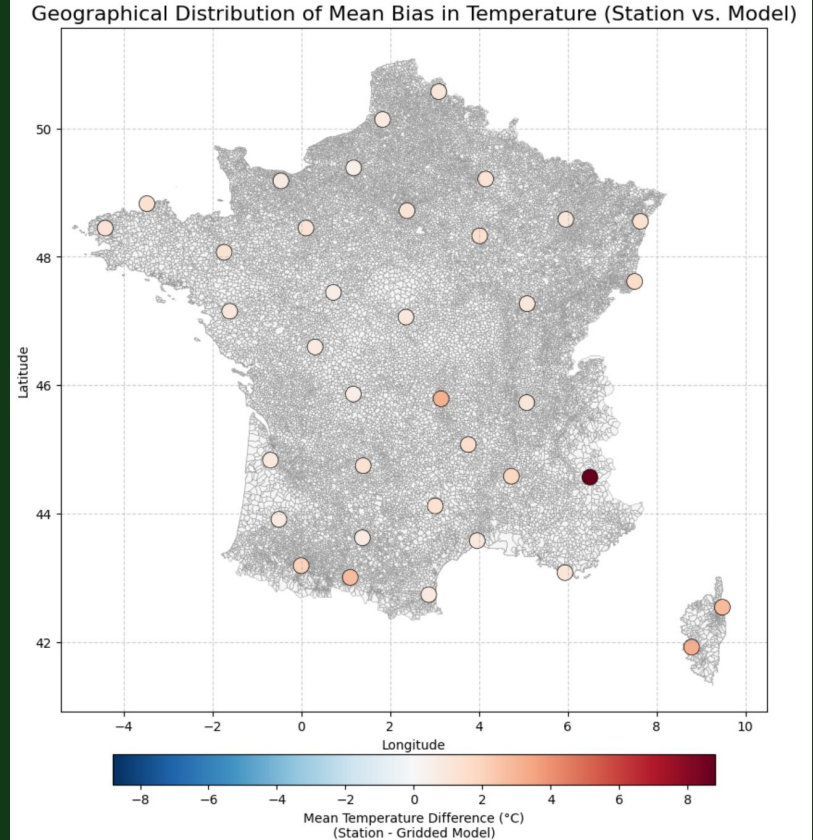 Geographical Distribution of Mean Bias in Temperature (Station vs. Model)
50
48
46
44
42
Latitude
−4 −2 0 2 4 6 8 10
Longitude
−8 −6 −4 −2 0 2 4 6 8
Mean Temperature Difference (°C)
(Station - Gridded Model)